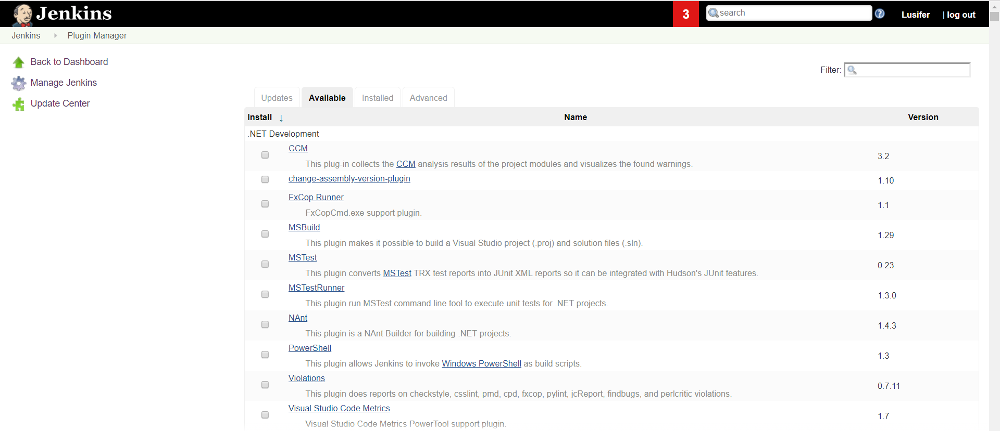 Jenkins
3
search
?
Lusifer
| log out
Jenkins
Plugin Manager
Back to Dashboard
Manage Jenkins
Update Center
Filter:
Updates
Available
Installed
Advanced
Install ↓
Name
Version
.NET Development
CCM
This plug-in collects the CCM analysis results of the project modules and visualizes the found warnings.
3.2
change-assembly-version-plugin
1.10
FxCop Runner
FxCopCmd.exe support plugin.
1.1
MSBuild
This plugin makes it possible to build a Visual Studio project (.proj) and solution files (.sln).
1.29
MSTest
This plugin converts MSTest TRX test reports into JUnit XML reports so it can be integrated with Hudson's JUnit features.
0.23
MSTestRunner
This plugin run MSTest command line tool to execute unit tests for .NET projects.
1.3.0
NAnt
This plugin is a NAnt Builder for building .NET projects.
1.4.3
PowerShell
This plugin allows Jenkins to invoke Windows PowerShell as build scripts.
1.3
Violations
This plugin does reports on checkstyle, csslint, pmd, cpd, fxcop, pylint, jcReport, findbugs, and perlcritic violations.
0.7.11
Visual Studio Code Metrics
Visual Studio Code Metrics PowerTool support plugin.
1.7